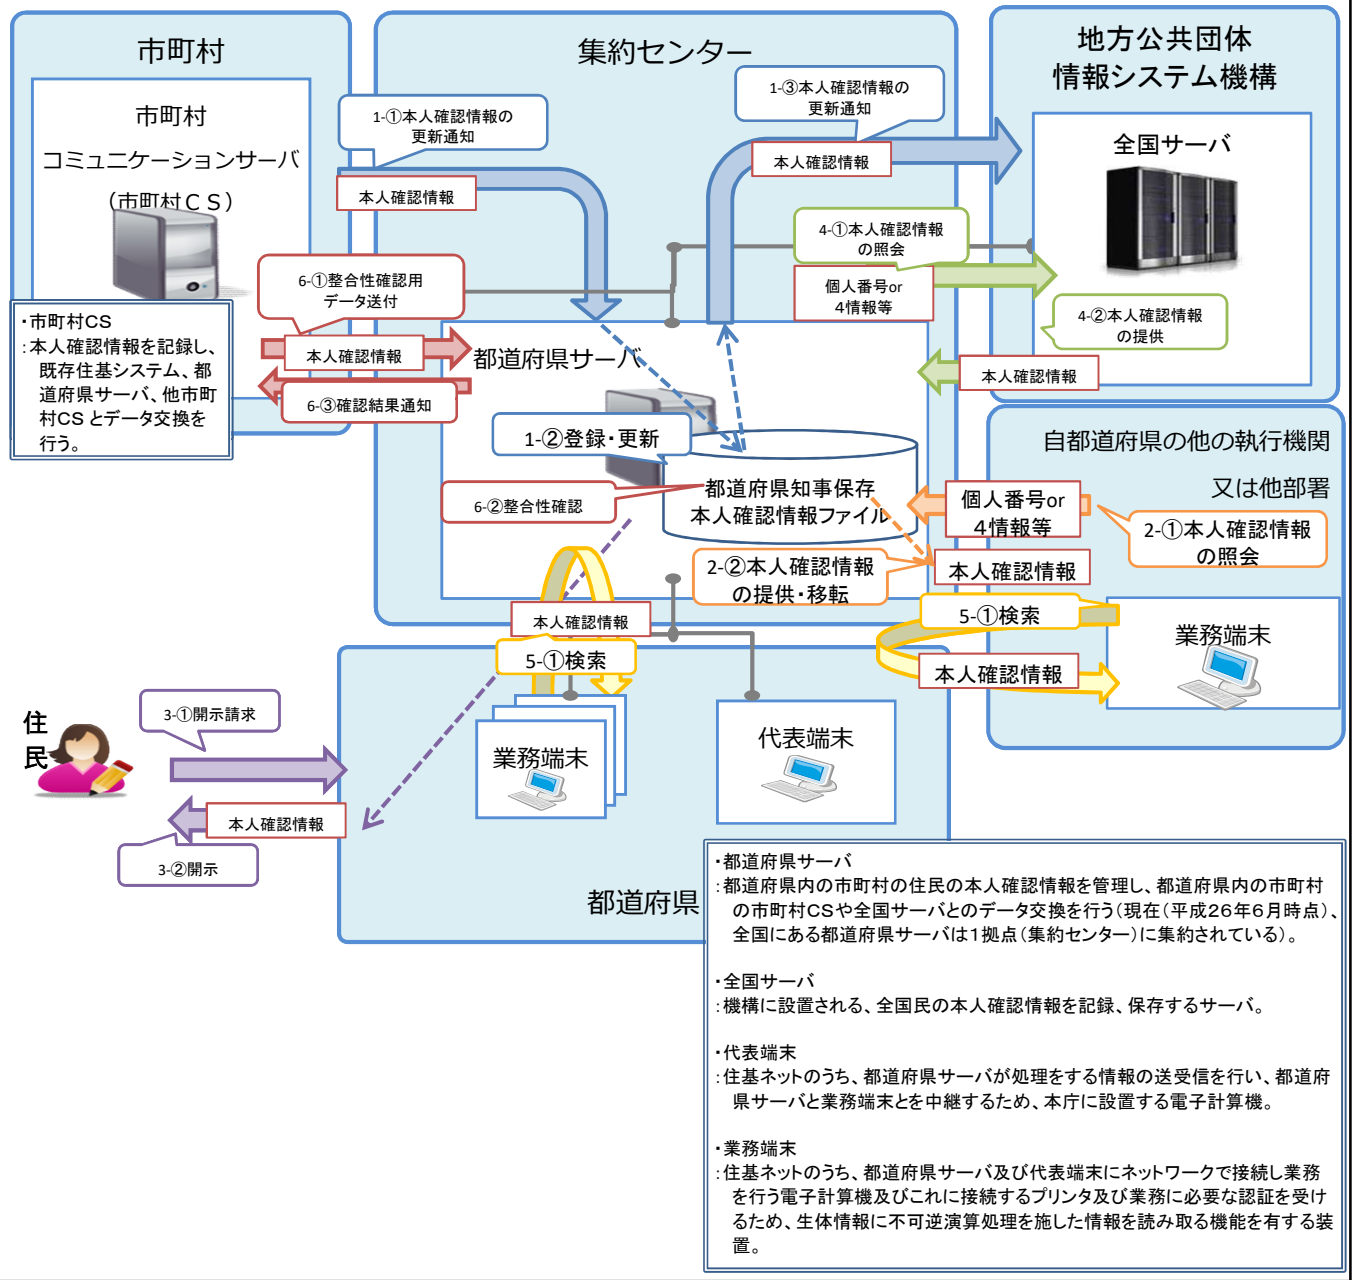 市町村
市町村
コミュニケーションサーバ
（市町村ＣＳ）
・市町村CS
：本人確認情報を記録し、
既存住基システム、都
道府県サーバ、他市町
村CSとデータ交換を
行う。
集約センター
1-①本人確認情報の
更新通知
本人確認情報
1-③本人確認情報の
更新通知
本人確認情報
地方公共団体
情報システム機構
全国サーバ
4-①本人確認情報
の照会
個人番号or
４情報等
4-②本人確認情報
の提供
本人確認情報
6-①整合性確認用
データ送付
本人確認情報
6-③確認結果通知
都道府県サーバ
1-②登録・更新
6-②整合性確認
都道府県知事保存
本人確認情報ファイル
自都道府県の他の執行機関
又は他部署
個人番号or
４情報等
2-①本人確認情報
の照会
2-②本人確認情報
の提供・移転
本人確認情報
5-①検索
本人確認情報
業務端末
本人確認情報
5-①検索
業務端末
代表端末
都道府県
住
民
3-①開示請求
本人確認情報
3-②開示
・都道府県サーバ
：都道府県内の市町村の住民の本人確認情報を管理し、都道府県内の市町村
の市町村CSや全国サーバとのデータ交換を行う（現在（平成２６年６月時点）、
全国にある都道府県サーバは１拠点（集約センター）に集約されている）。
・全国サーバ
：機構に設置される、全国民の本人確認情報を記録、保存するサーバ。
・代表端末
：住基ネットのうち、都道府県サーバが処理をする情報の送受信を行い、都道府
県サーバと業務端末とを中継するため、本庁に設置する電子計算機。
・業務端末
：住基ネットのうち、都道府県サーバ及び代表端末にネットワークで接続し業務
を行う電子計算機及びこれに接続するプリンタ及び業務に必要な認証を受け
るため、生体情報に不可逆演算処理を施した情報を読み取る機能を有する装
置。